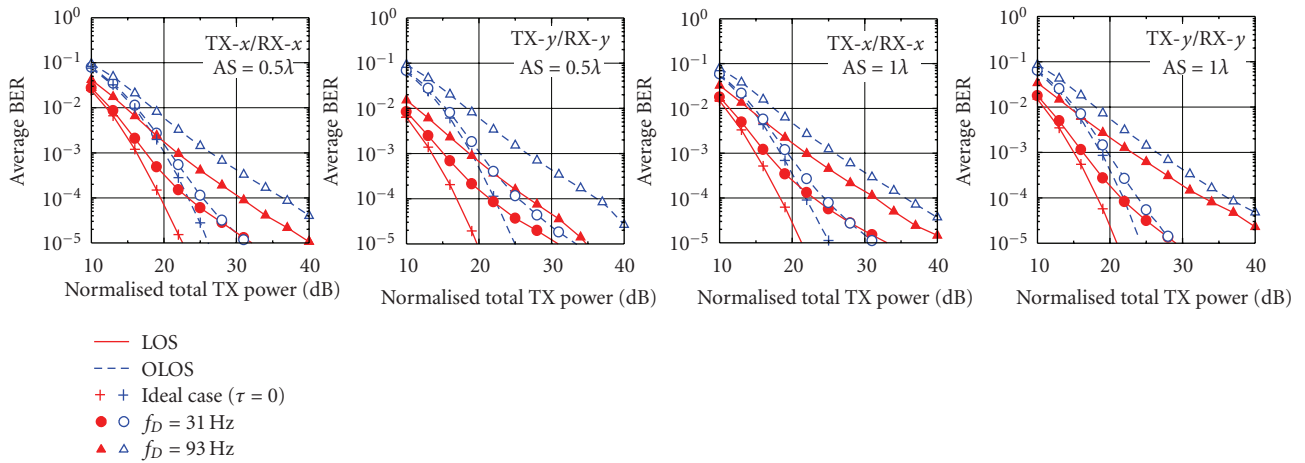 10^0
10^-1
10^-2
10^-3
10^-4
10^-5
Average BER
TX-x/RX-x
AS = 0.5λ
10 20 30 40
Normalised total TX power (dB)
10^0
10^-1
10^-2
10^-3
10^-4
10^-5
Average BER
TX-y/RX-y
AS = 0.5λ
10 20 30 40
Normalised total TX power (dB)
10^0
10^-1
10^-2
10^-3
10^-4
10^-5
Average BER
TX-x/RX-x
AS = 1λ
10 20 30 40
Normalised total TX power (dB)
10^0
10^-1
10^-2
10^-3
10^-4
10^-5
Average BER
TX-y/RX-y
AS = 1λ
10 20 30 40
Normalised total TX power (dB)
LOS
OLOS
Ideal case (τ = 0)
f_D = 31 Hz
f_D = 93 Hz